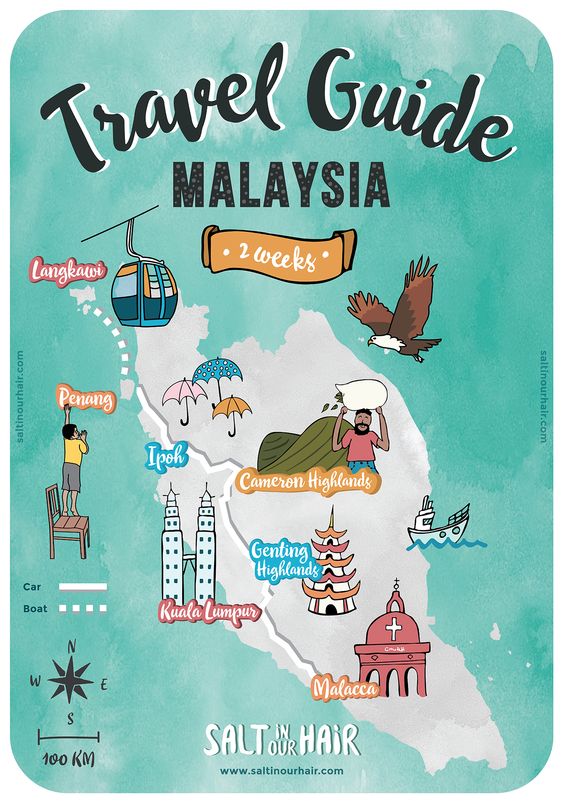 Travel Guide
MALAYSIA
• 2 weeks •
Langkawi
saltinourhair.com
saltinourhair.com
Penang
Ipoh
Cameron Highlands
Genting
Highlands
Car
Boat
Kuala Lumpur
N
W E
S
Malacca
100 KM
SALT IN OUR HAIR
www.saltinourhair.com